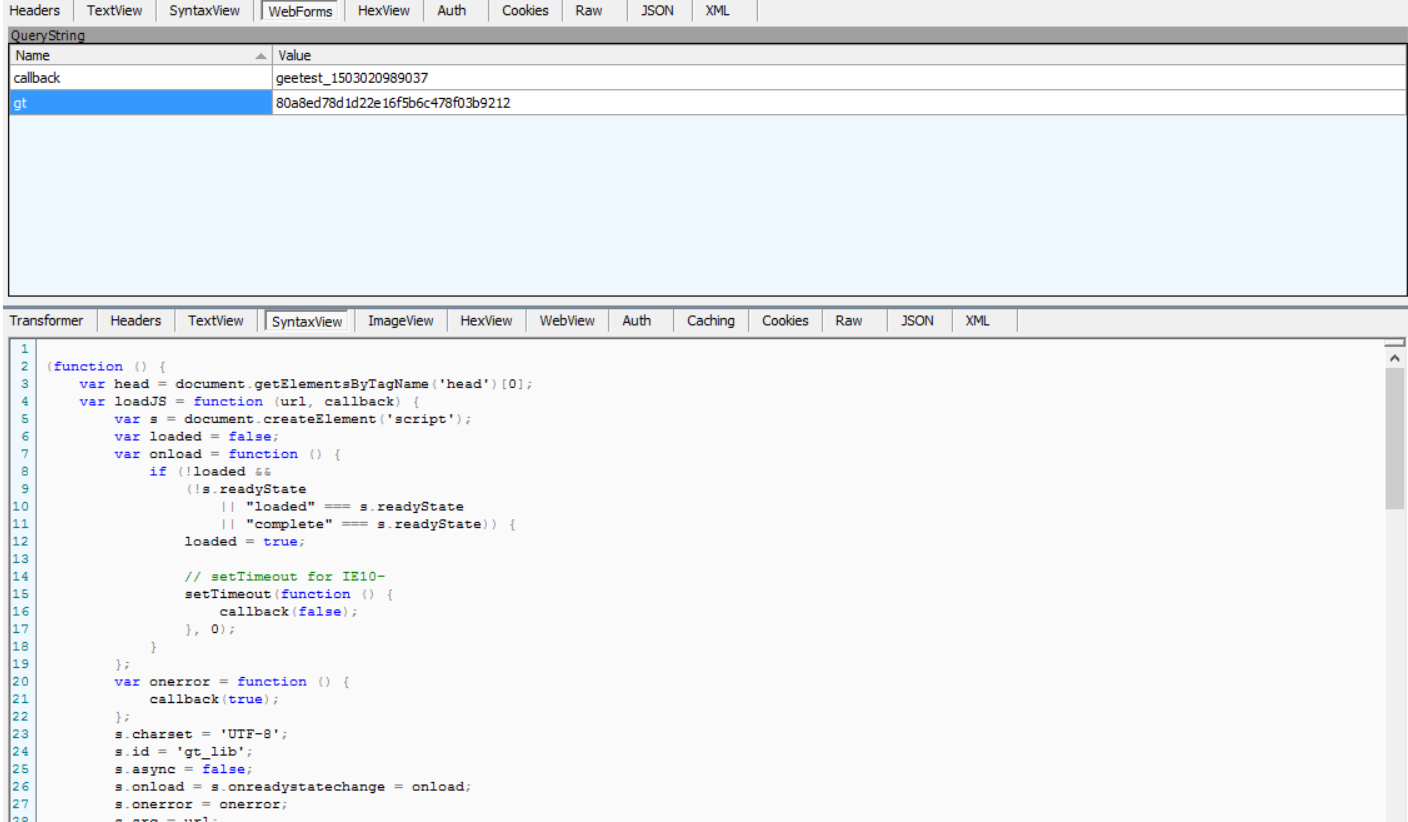 Headers TextView SyntaxView WebForms HexView Auth Cookies Raw JSON XML
QueryString
Name Value
callback geetest_1503020989037
gt 80a8ed78d1d22e16f5b6c478f03b9212
Transformer Headers TextView SyntaxView ImageView HexView WebView Auth Caching Cookies Raw JSON XML
1
2 (function () {
3 var head = document.getElementsByTagName('head')[0];
4 var loadJS = function (url, callback) {
5 var s = document.createElement('script');
6 var loaded = false;
7 var onload = function () {
8 if (!loaded &&
9 (!s.readyState
10 || "loaded" === s.readyState
11 || "complete" === s.readyState)) {
12 loaded = true;
13
14 // setTimeout for IE10-
15 setTimeout(function () {
16 callback(false);
17 }, 0);
18 }
19 };
20 var onerror = function () {
21 callback(true);
22 };
23 s.charset = 'UTF-8';
24 s.id = 'gt_lib';
25 s.async = false;
26 s.onload = s.onreadystatechange = onload;
27 s.onerror = onerror;
28 s.src = url;